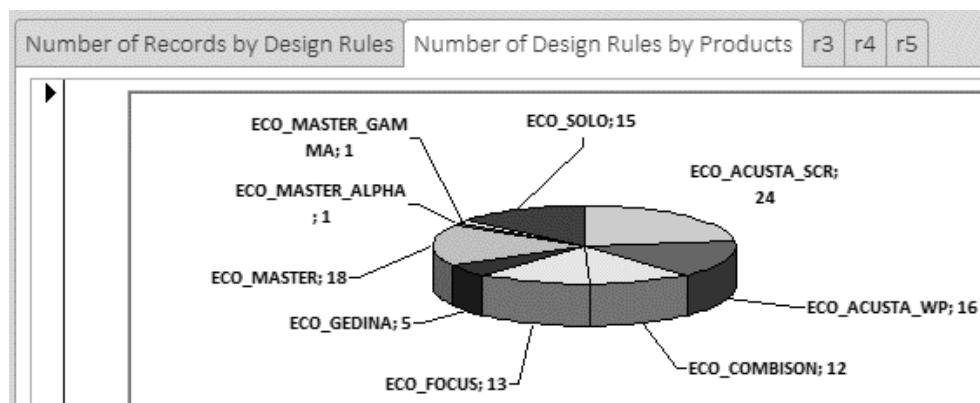 Number of Records by Design Rules
Number of Design Rules by Products
r3
r4
r5
ECO_MASTER_GAM
MA; 1
ECO_SOLO; 15
ECO_ACUSTA_SCR;
24
ECO_MASTER_ALPHA
; 1
ECO_MASTER; 18
ECO_ACUSTA_WP; 16
ECO_GEDINA; 5
ECO_COMBISON; 12
ECO_FOCUS; 13